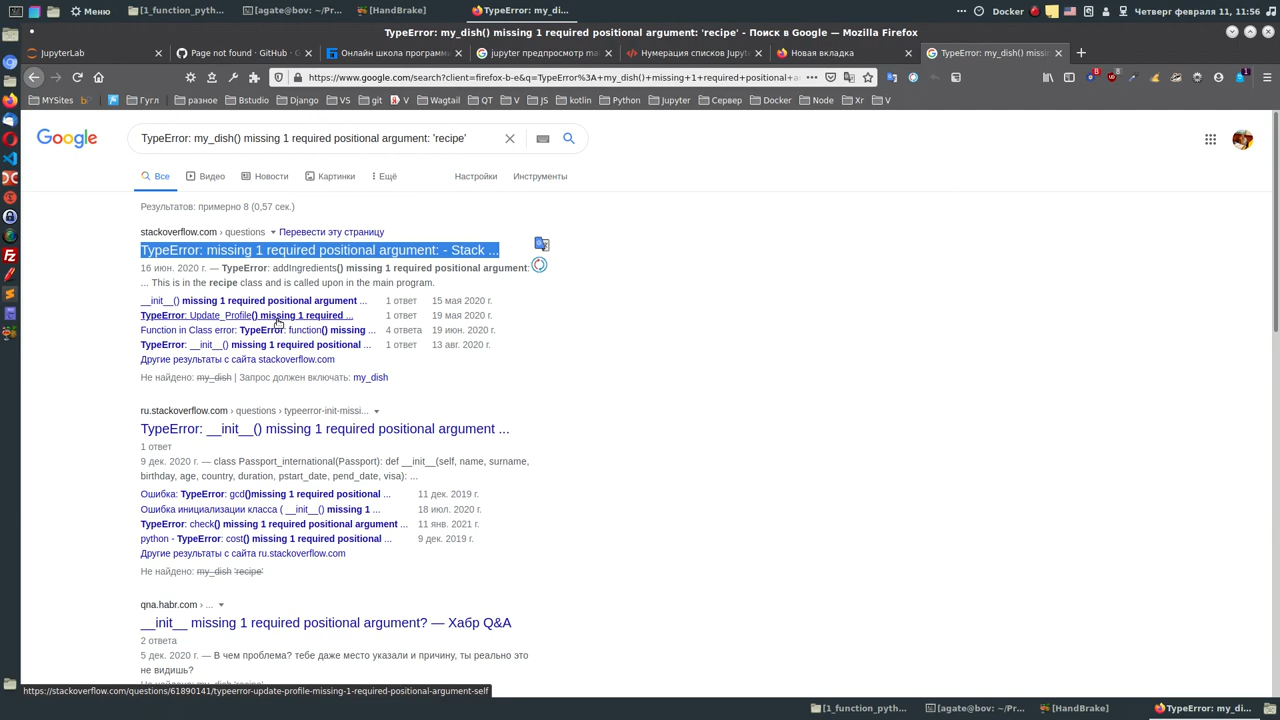 Меню
Docker
Четверг февраля 11, 11:56
[1_function_pyth...
[agate@boz: ~/Pr...
[HandBrake]
TypeError: my_di...
TypeError: my_dish() missing 1 required positional argument: 'recipe' - Поиск в Google — Mozilla Firefox
JupyterLab
Page not found · GitHub · G
Онлайн школа программи
jupyter предпросмотр ma
Нумерация списков Jupyt
Новая вкладка
TypeError: my_dish() missi
https://www.google.com/search?client=firefox-b-e&q=TypeError%3A+my_dish()+missing+1+required+positional+a
MYSites
b
Гугл
разное
Bstudio
Django
VS
git
V
Wagtail
QT
V
JS
kotlin
Python
Jupyter
Сервер
Docker
Node
Xr
V
Google
TypeError: my_dish() missing 1 required positional argument: 'recipe'
Все
Видео
Новости
Картинки
Ещё
Настройки
Инструменты
Результатов: примерно 8 (0,57 сек.)
stackoverflow.com › questions Перевести эту страницу
TypeError: missing 1 required positional argument: - Stack ...
16 июн. 2020 г. — TypeError: addIngredients() missing 1 required positional argument:
... This is in the recipe class and is called upon in the main program.
__init__() missing 1 required positional argument ... 1 ответ 15 мая 2020 г.
TypeError: Update_Profile() missing 1 required ... 1 ответ 19 мая 2020 г.
Function in Class error: TypeError: function() missing ... 4 ответа 19 июн. 2020 г.
TypeError: __init__() missing 1 required positional ... 1 ответ 13 авг. 2020 г.
Другие результаты с сайта stackoverflow.com
Не найдено: my_dish | Запрос должен включать: my_dish
ru.stackoverflow.com › questions › typeerror-init-missi...
TypeError: __init__() missing 1 required positional argument ...
1 ответ
9 дек. 2020 г. — class Passport_international(Passport): def __init__(self, name, surname,
birthday, age, country, duration, pstart_date, pend_date, visa): ...
Ошибка: TypeError: gcd()missing 1 required positional ... 11 дек. 2019 г.
Ошибка инициализации класса ( __init__() missing 1 ... 18 июл. 2020 г.
TypeError: check() missing 1 required positional argument ... 11 янв. 2021 г.
python - TypeError: cost() missing 1 required positional ... 9 дек. 2019 г.
Другие результаты с сайта ru.stackoverflow.com
Не найдено: my_dish 'recipe'
qna.habr.com › ...
__init__ missing 1 required positional argument? — Хабр Q&A
2 ответа
5 дек. 2020 г. — В чем проблема? тебе даже место указали и причину, ты реально это
не видишь?
https://stackoverflow.com/questions/61890141/typeerror-update-profile-missing-1-required-positional-argument-self
[1_function_pyth...
[agate@boz: ~/Pr...
[HandBrake]
TypeError: my_di...